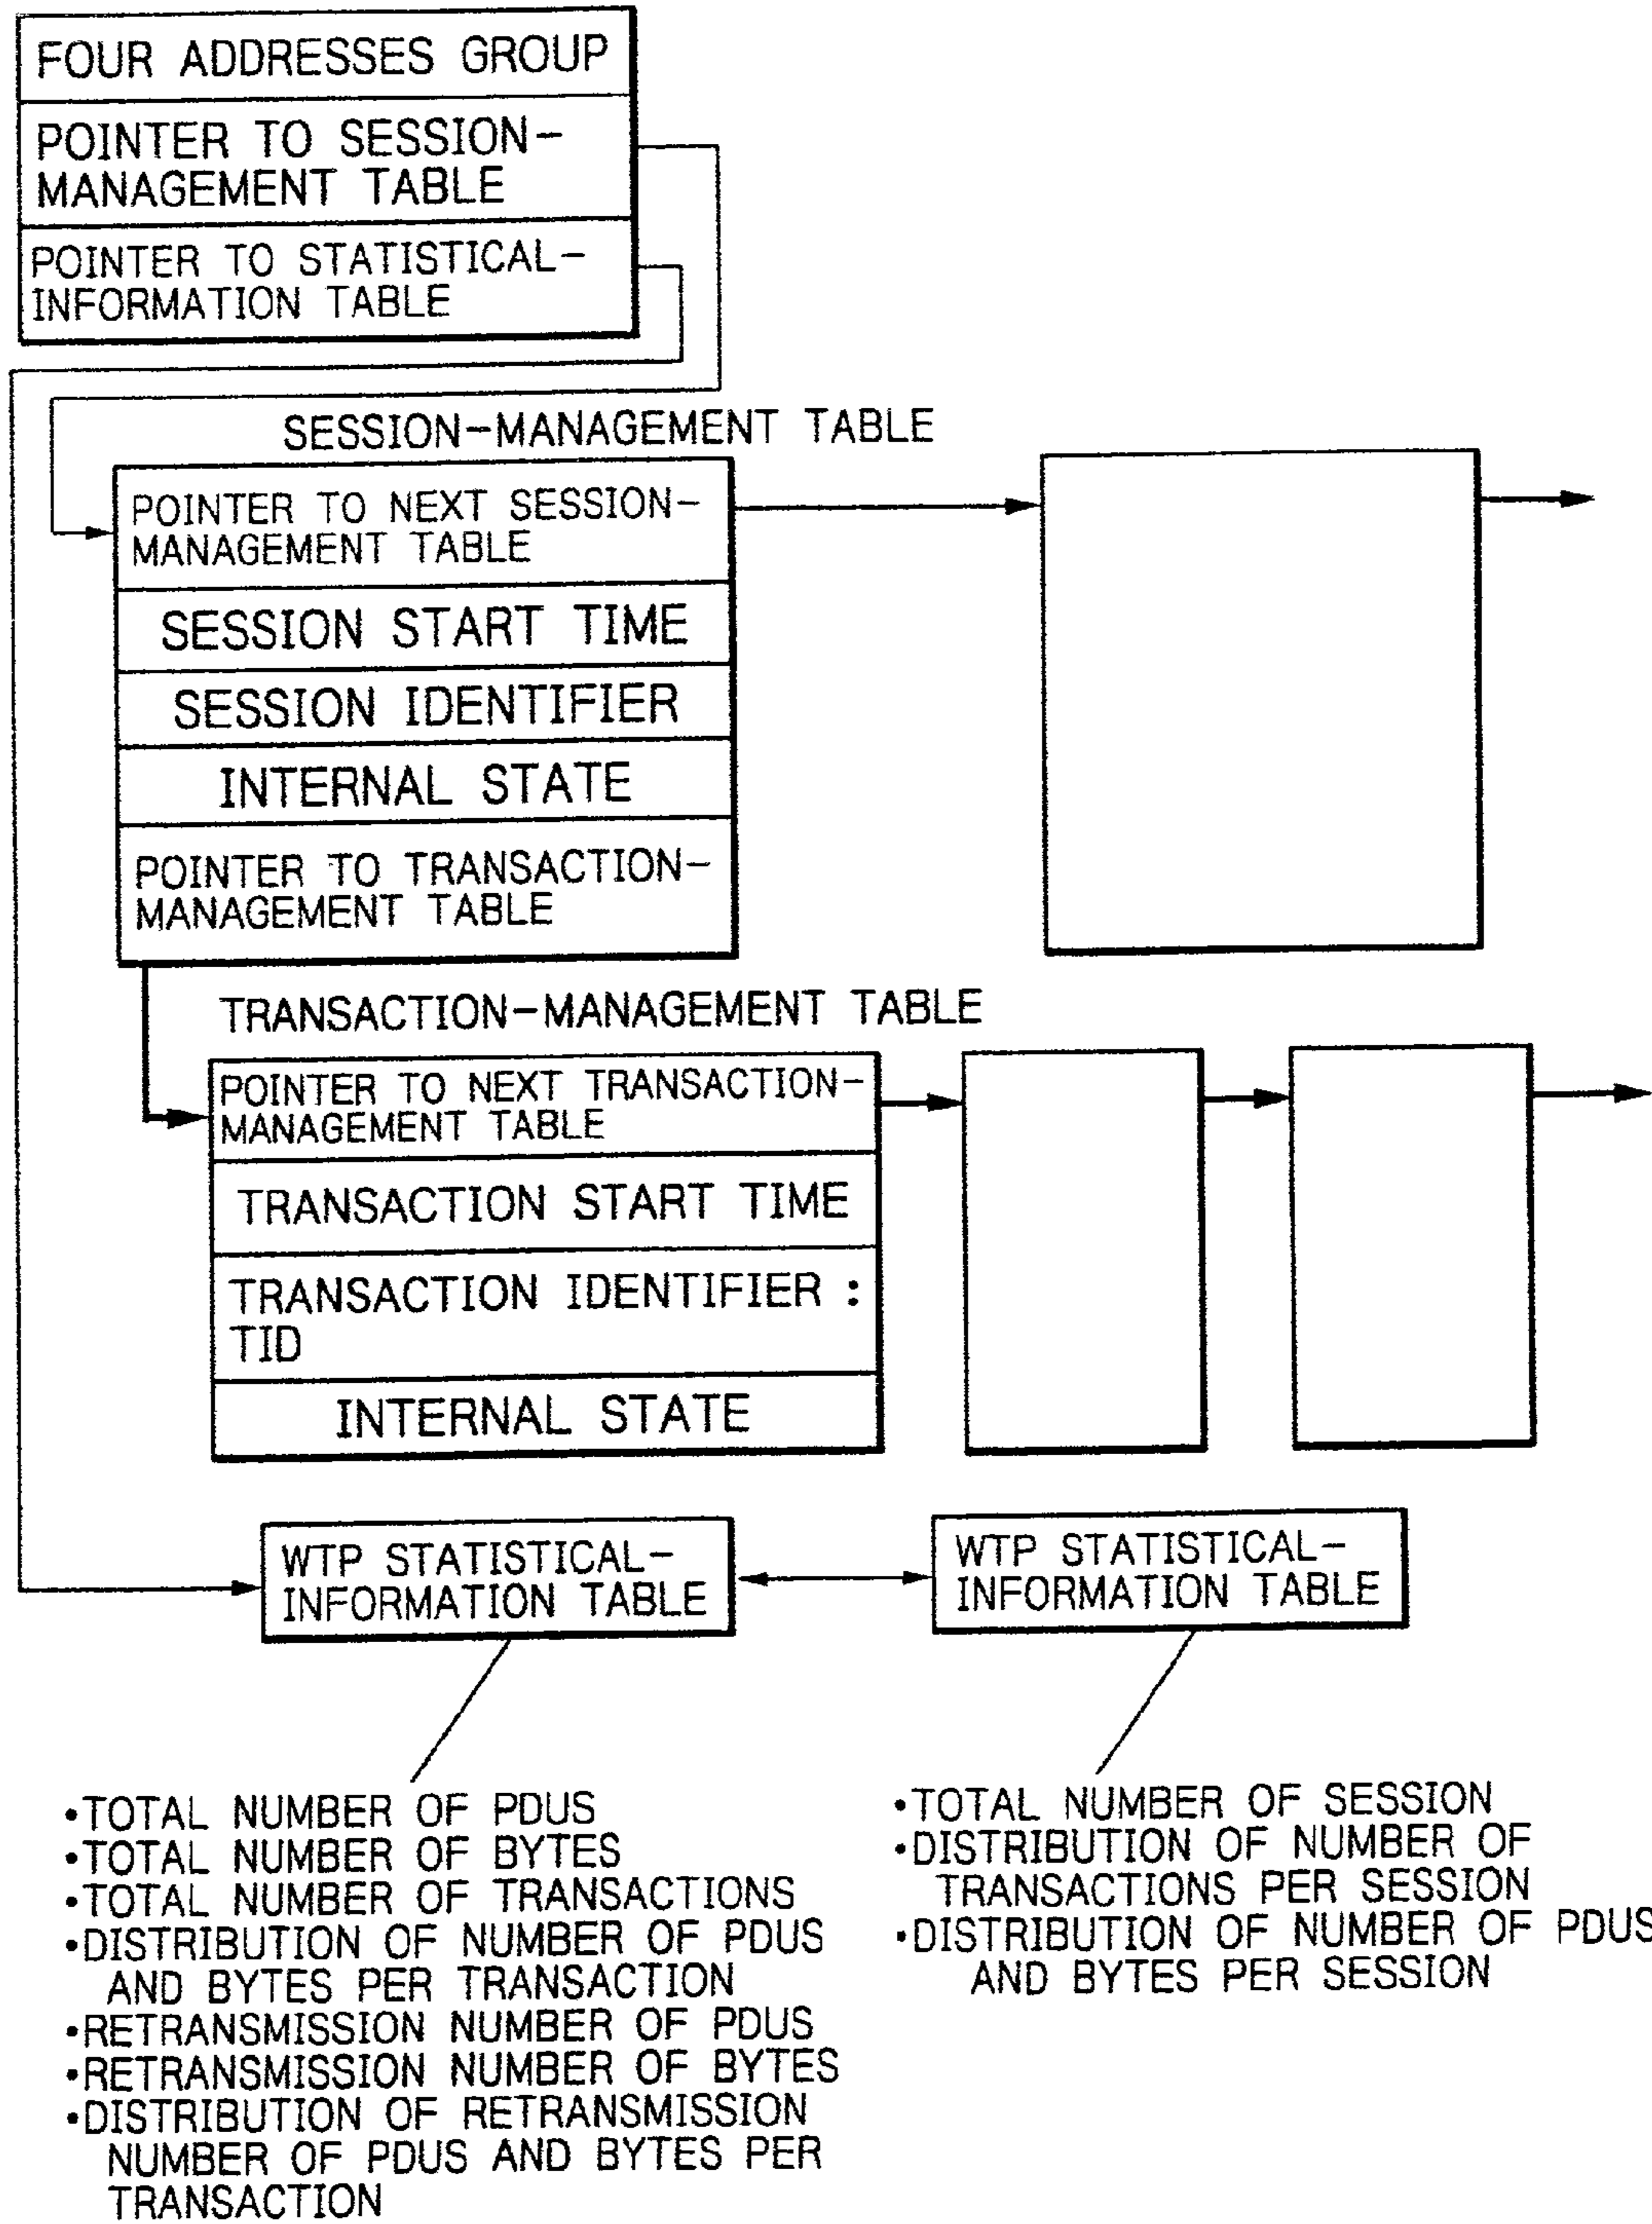 FOUR ADDRESSES GROUP
POINTER TO SESSION-
MANAGEMENT TABLE
POINTER TO STATISTICAL-
INFORMATION TABLE
SESSION-MANAGEMENT TABLE
POINTER TO NEXT SESSION-
MANAGEMENT TABLE
SESSION START TIME
SESSION IDENTIFIER
INTERNAL STATE
POINTER TO TRANSACTION-
MANAGEMENT TABLE
TRANSACTION-MANAGEMENT TABLE
POINTER TO NEXT TRANSACTION-
MANAGEMENT TABLE
TRANSACTION START TIME
TRANSACTION IDENTIFIER :
TID
INTERNAL STATE
WTP STATISTICAL-
INFORMATION TABLE
WTP STATISTICAL-
INFORMATION TABLE
•TOTAL NUMBER OF PDUS
•TOTAL NUMBER OF BYTES
•TOTAL NUMBER OF TRANSACTIONS
•DISTRIBUTION OF NUMBER OF PDUS
AND BYTES PER TRANSACTION
•RETRANSMISSION NUMBER OF PDUS
•RETRANSMISSION NUMBER OF BYTES
•DISTRIBUTION OF RETRANSMISSION
NUMBER OF PDUS AND BYTES PER
TRANSACTION
•TOTAL NUMBER OF SESSION
•DISTRIBUTION OF NUMBER OF
TRANSACTIONS PER SESSION
•DISTRIBUTION OF NUMBER OF PDUS
AND BYTES PER SESSION